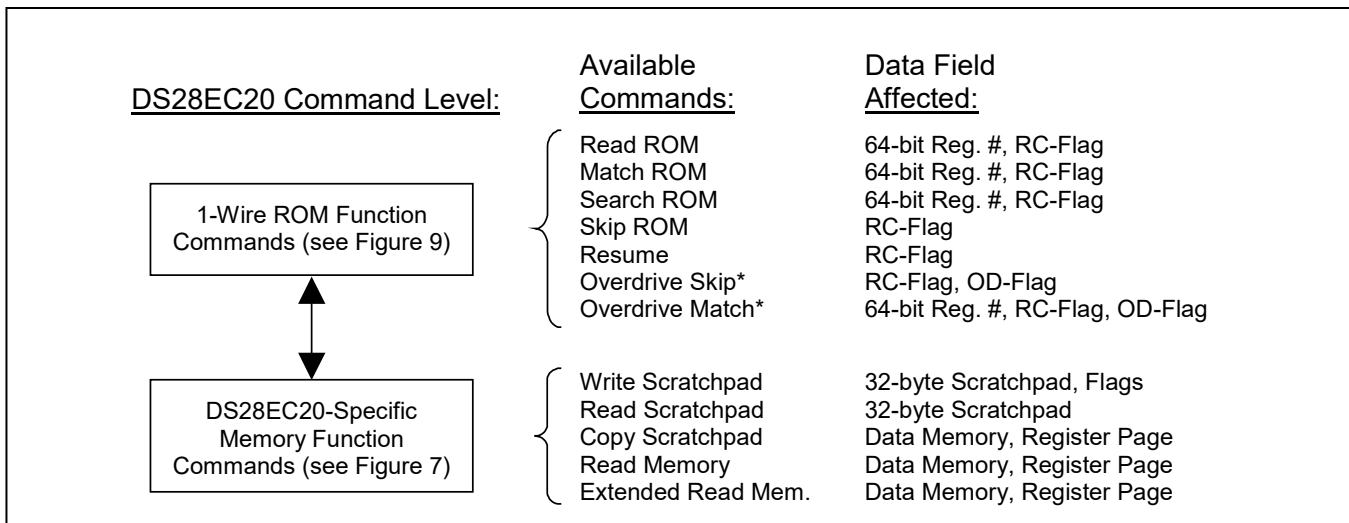 DS28EC20 Command Level:
Available Commands:
Data Field Affected:
1-Wire ROM Function
Commands (see Figure 9)
Read ROM 64-bit Reg. #, RC-Flag
Match ROM 64-bit Reg. #, RC-Flag
Search ROM 64-bit Reg. #, RC-Flag
Skip ROM RC-Flag
Resume RC-Flag
Overdrive Skip* RC-Flag, OD-Flag
Overdrive Match* 64-bit Reg. #, RC-Flag, OD-Flag
DS28EC20-Specific
Memory Function
Commands (see Figure 7)
Write Scratchpad 32-byte Scratchpad, Flags
Read Scratchpad 32-byte Scratchpad
Copy Scratchpad Data Memory, Register Page
Read Memory Data Memory, Register Page
Extended Read Mem. Data Memory, Register Page